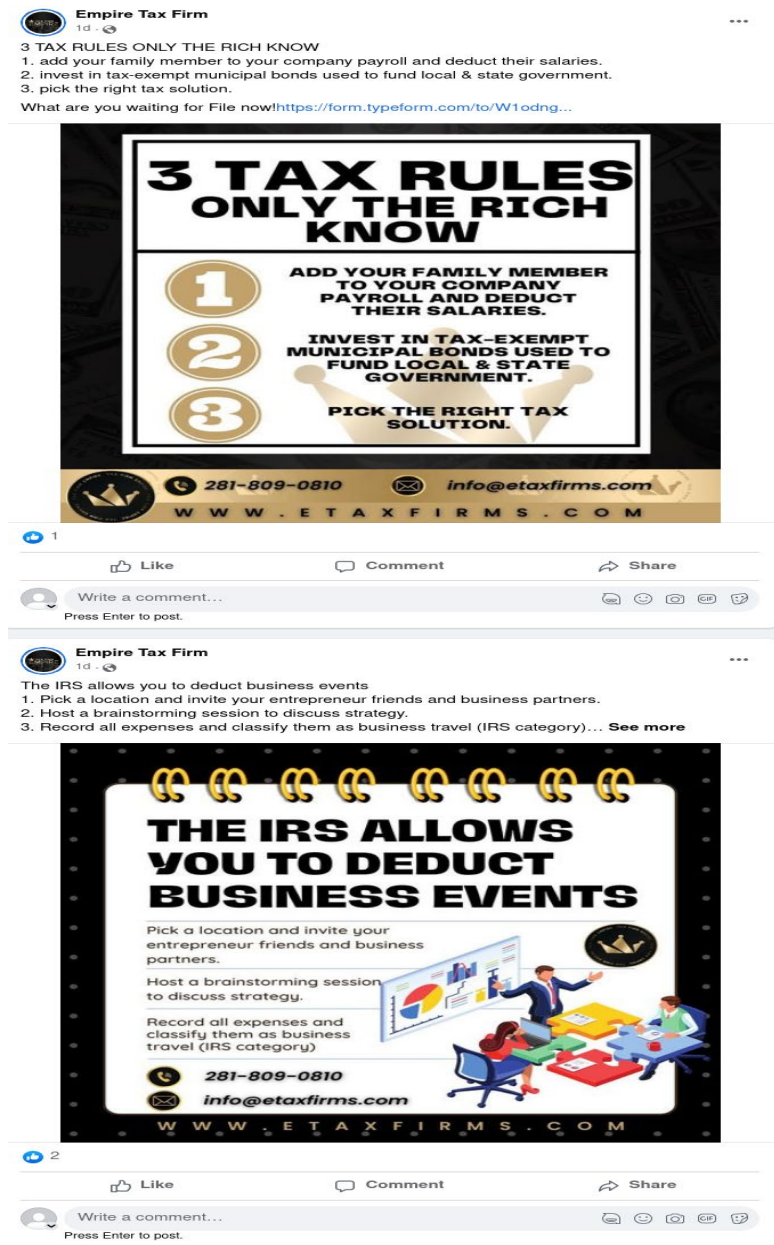 Empire Tax Firm
1d ·
3 TAX RULES ONLY THE RICH KNOW
1. add your family member to your company payroll and deduct their salaries.
2. invest in tax-exempt municipal bonds used to fund local & state government.
3. pick the right tax solution.
What are you waiting for File now!https://form.typeform.com/to/W1odng...
3 TAX RULES
ONLY THE RICH
KNOW
1
ADD YOUR FAMILY MEMBER
TO YOUR COMPANY
PAYROLL AND DEDUCT
THEIR SALARIES.
2
INVEST IN TAX-EXEMPT
MUNICIPAL BONDS USED TO
FUND LOCAL & STATE
GOVERNMENT.
3
PICK THE RIGHT TAX
SOLUTION.
281-809-0810 info@etaxfirms.com
WWW.ETAXFIRMS.COM
1
Like Comment Share
Write a comment... GIF
Press Enter to post.
Empire Tax Firm
1d ·
The IRS allows you to deduct business events
1. Pick a location and invite your entrepreneur friends and business partners.
2. Host a brainstorming session to discuss strategy.
3. Record all expenses and classify them as business travel (IRS category)... See more
THE IRS ALLOWS
YOU TO DEDUCT
BUSINESS EVENTS
Pick a location and invite your
entrepreneur friends and business
partners.
Host a brainstorming session
to discuss strategy.
Record all expenses and
classify them as business
travel (IRS category)
281-809-0810
info@etaxfirms.com
WWW.ETAXFIRMS.COM
2
Like Comment Share
Write a comment... GIF
Press Enter to post.